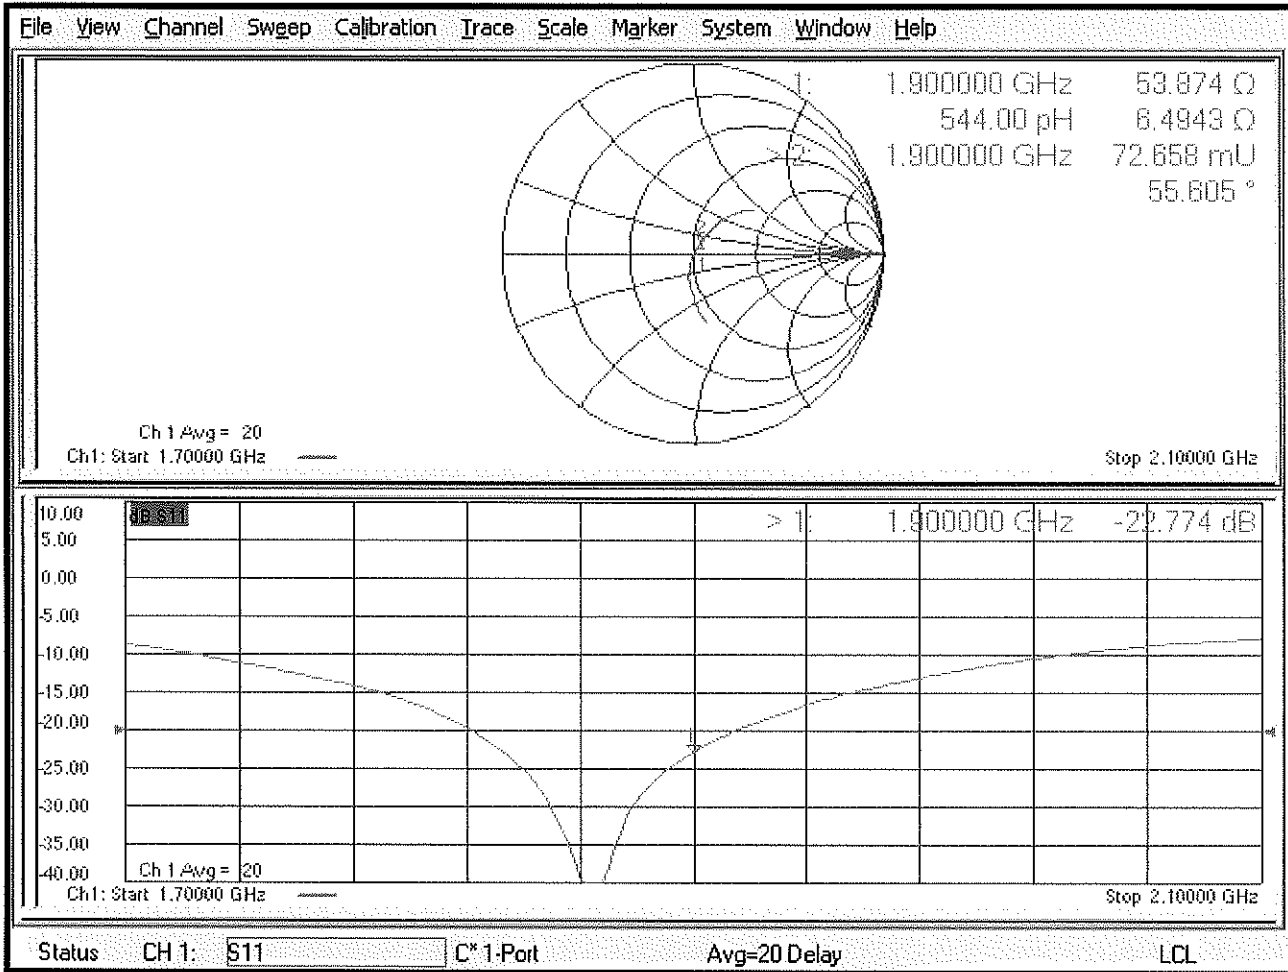 File View Channel Sweep Calibration Trace Scale Marker System Window Help
1: 1.900000 GHz 53.874 Ω
544.00 pH 6.4943 Ω
> 2: 1.900000 GHz 72.658 mU
55.605 °
Ch 1 Avg = 20
Ch1: Start 1.70000 GHz Stop 2.10000 GHz
10.00 dB S11 > 1: 1.900000 GHz -22.774 dB
5.00
0.00
-5.00
-10.00
-15.00
-20.00
-25.00
-30.00
-35.00
-40.00 Ch 1 Avg = 20
Ch1: Start 1.70000 GHz Stop 2.10000 GHz
Status CH 1: S11 C* 1-Port Avg=20 Delay LCL